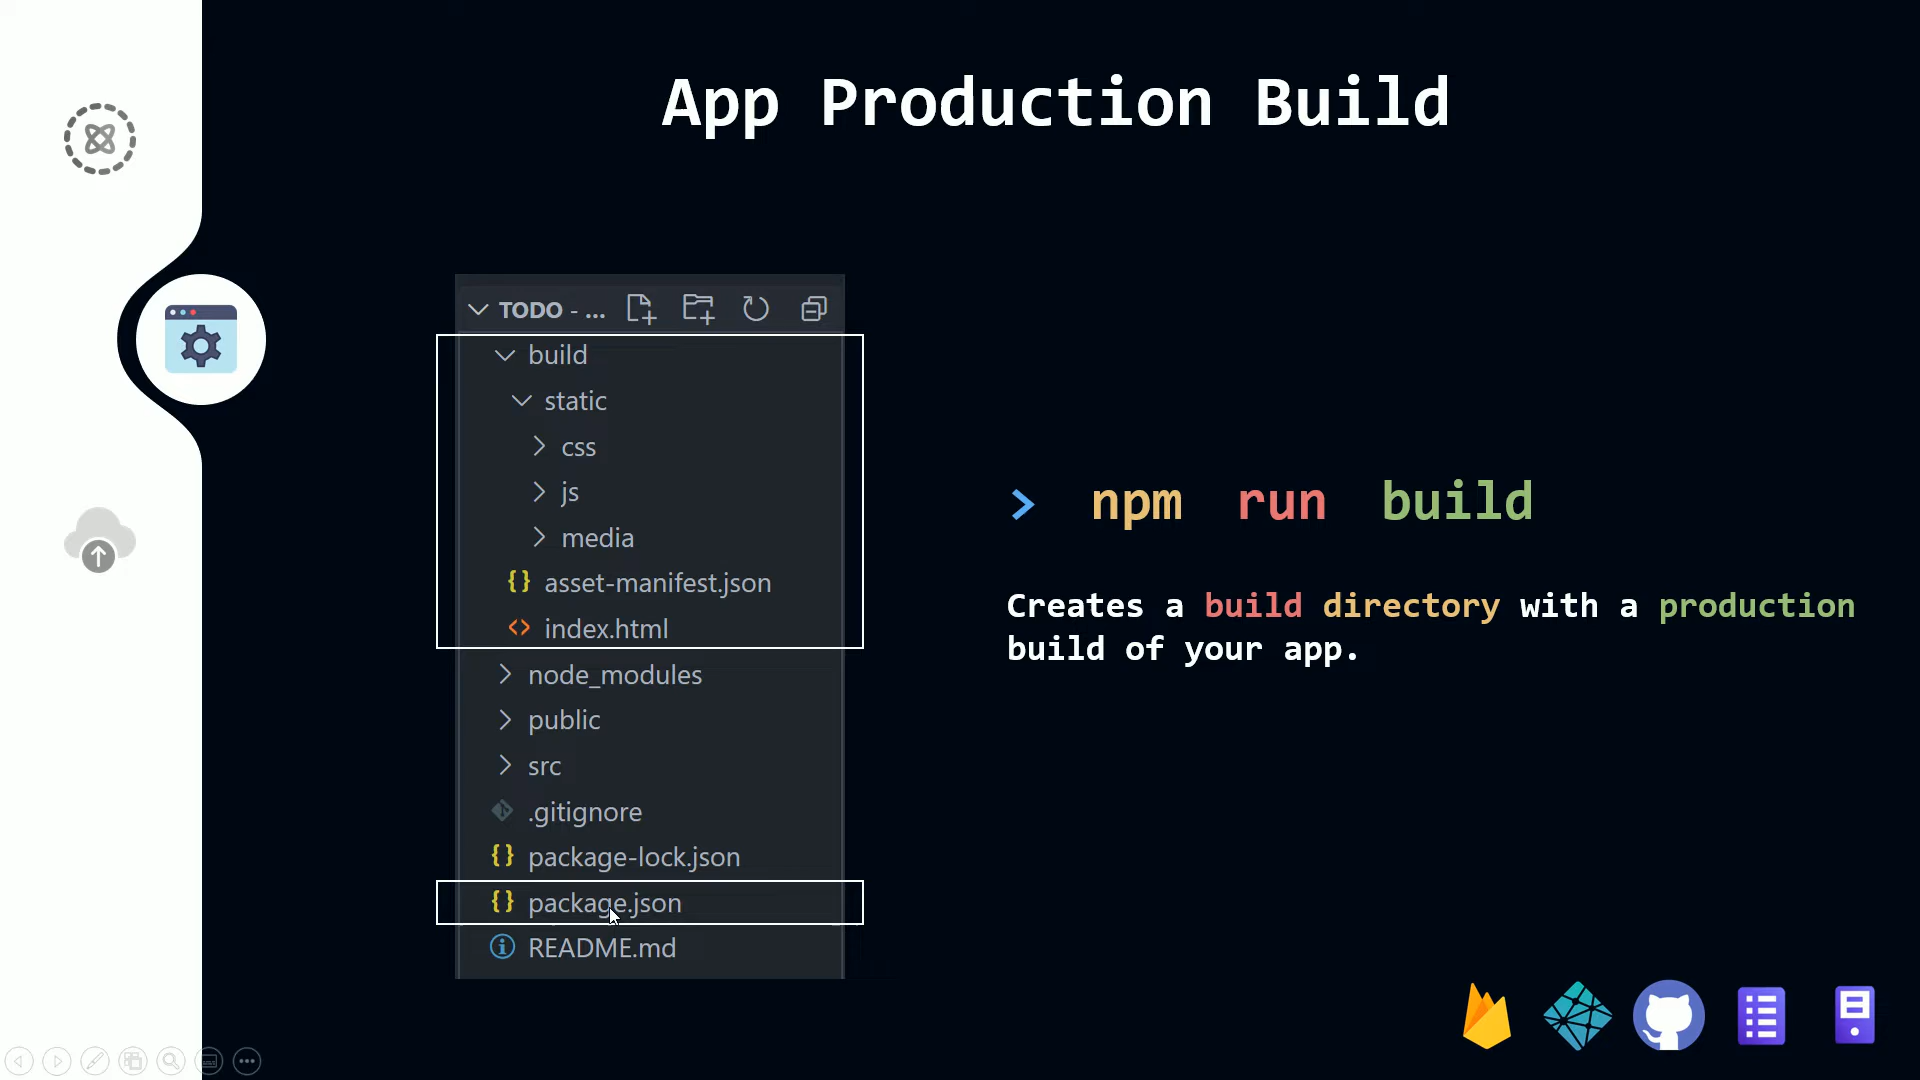 App Production Build
TODO - ...
build
static
css
js
media
asset-manifest.json
index.html
node_modules
public
src
.gitignore
package-lock.json
package.json
README.md
> npm run build
Creates a build directory with a production
build of your app.